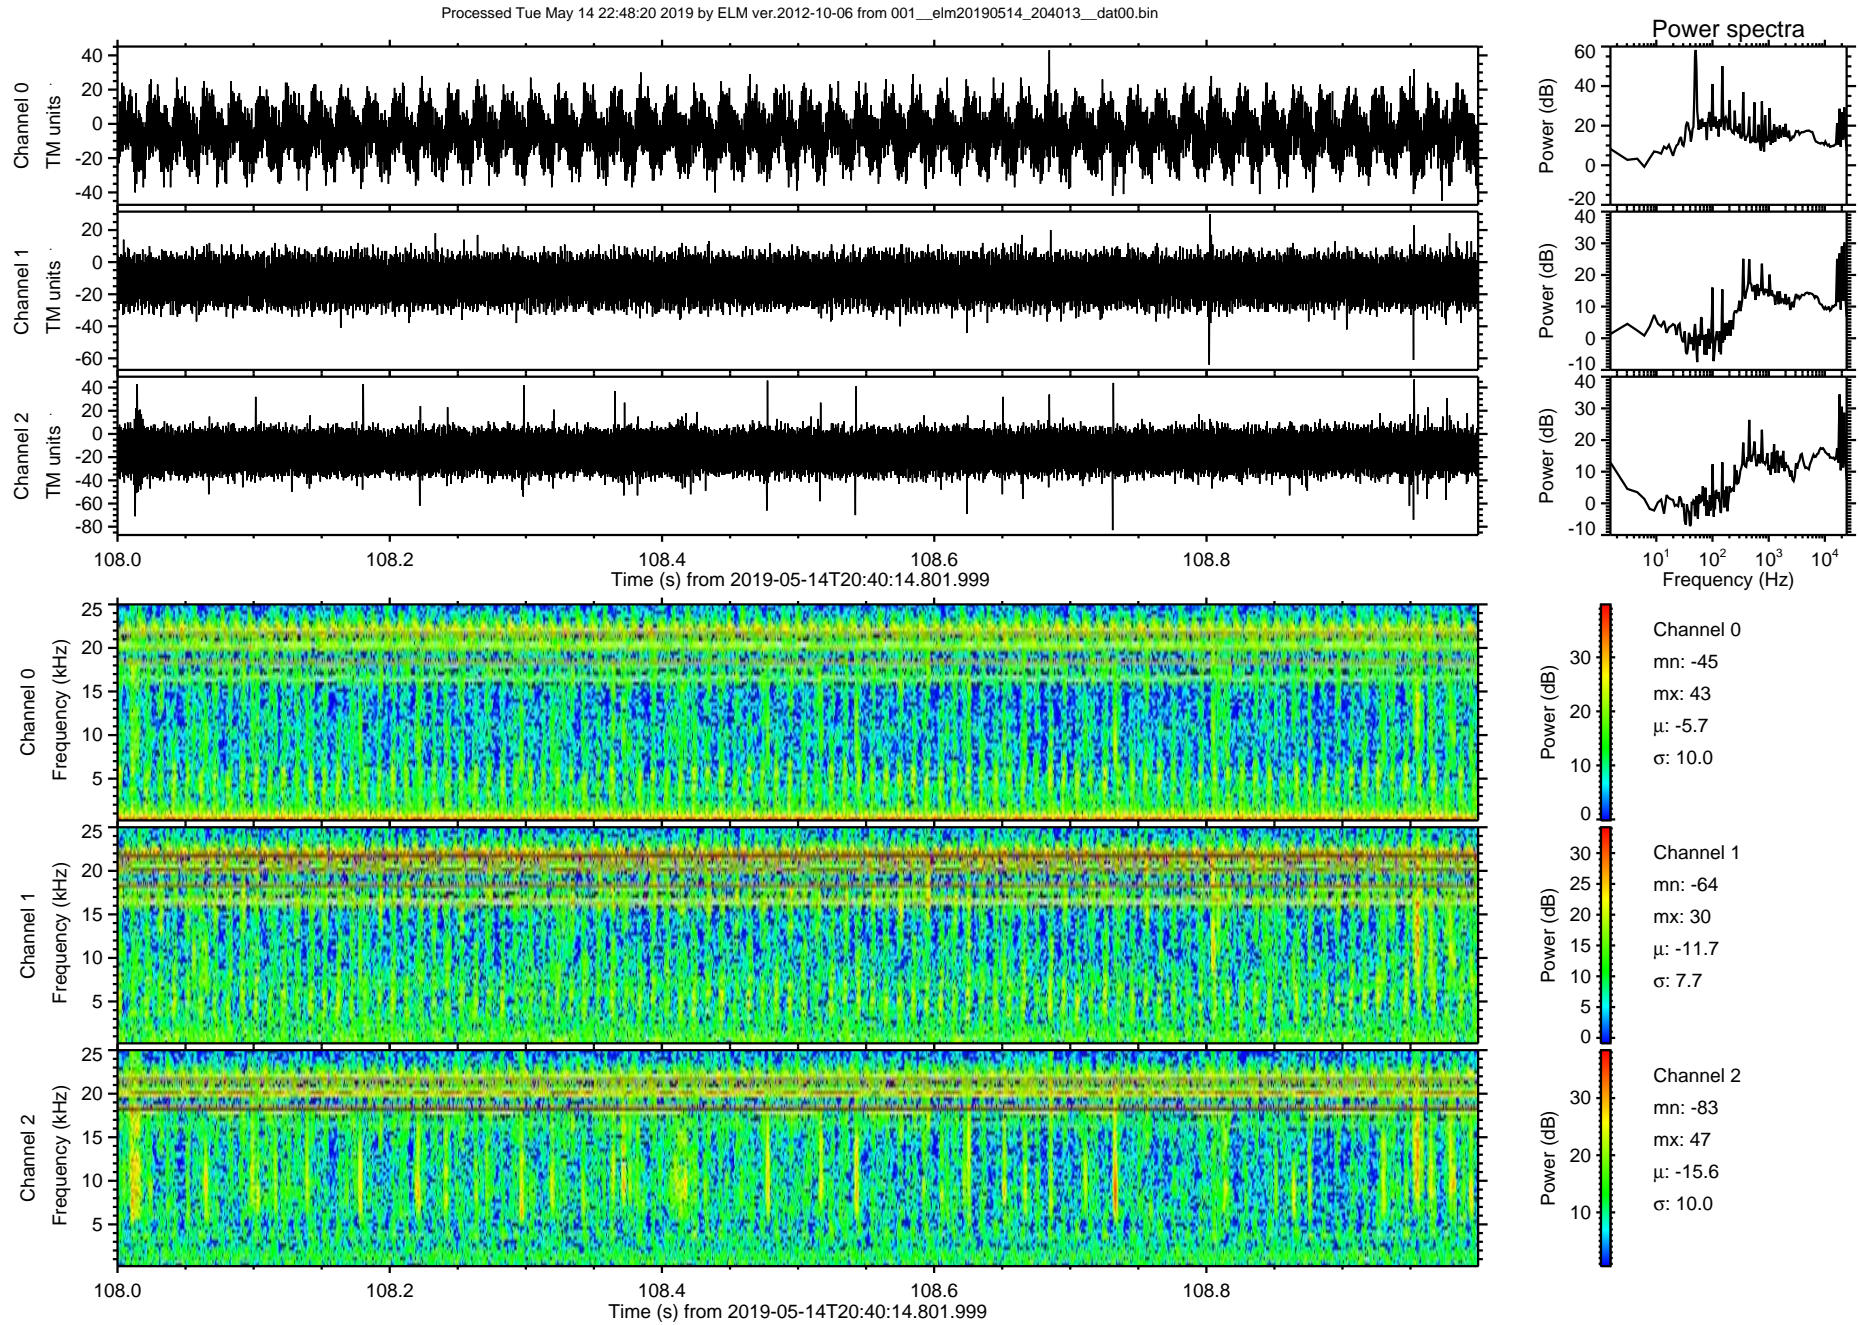 Processed Tue May 14 22:48:20 2019 by ELM ver.2012-10-06 from 001__elm20190514_204013__dat00.bin
Power spectra
Channel 0
TM units
40
20
0
-20
-40
Power (dB)
60
40
20
0
-20
Channel 1
TM units
20
0
-20
-40
-60
Power (dB)
40
30
20
10
0
-10
Channel 2
TM units
40
20
0
-20
-40
-60
-80
Power (dB)
40
30
20
10
0
-10
108.0 108.2 108.4 108.6 108.8
Time (s) from 2019-05-14T20:40:14.801.999
10¹ 10² 10³ 10⁴
Frequency (Hz)
Channel 0
Frequency (kHz)
25
20
15
10
5
Power (dB)
30
20
10
0
Channel 0
mn: -45
mx: 43
μ: -5.7
σ: 10.0
Channel 1
Frequency (kHz)
25
20
15
10
5
Power (dB)
30
25
20
15
10
5
0
Channel 1
mn: -64
mx: 30
μ: -11.7
σ: 7.7
Channel 2
Frequency (kHz)
25
20
15
10
5
Power (dB)
30
20
10
Channel 2
mn: -83
mx: 47
μ: -15.6
σ: 10.0
108.0 108.2 108.4 108.6 108.8
Time (s) from 2019-05-14T20:40:14.801.999